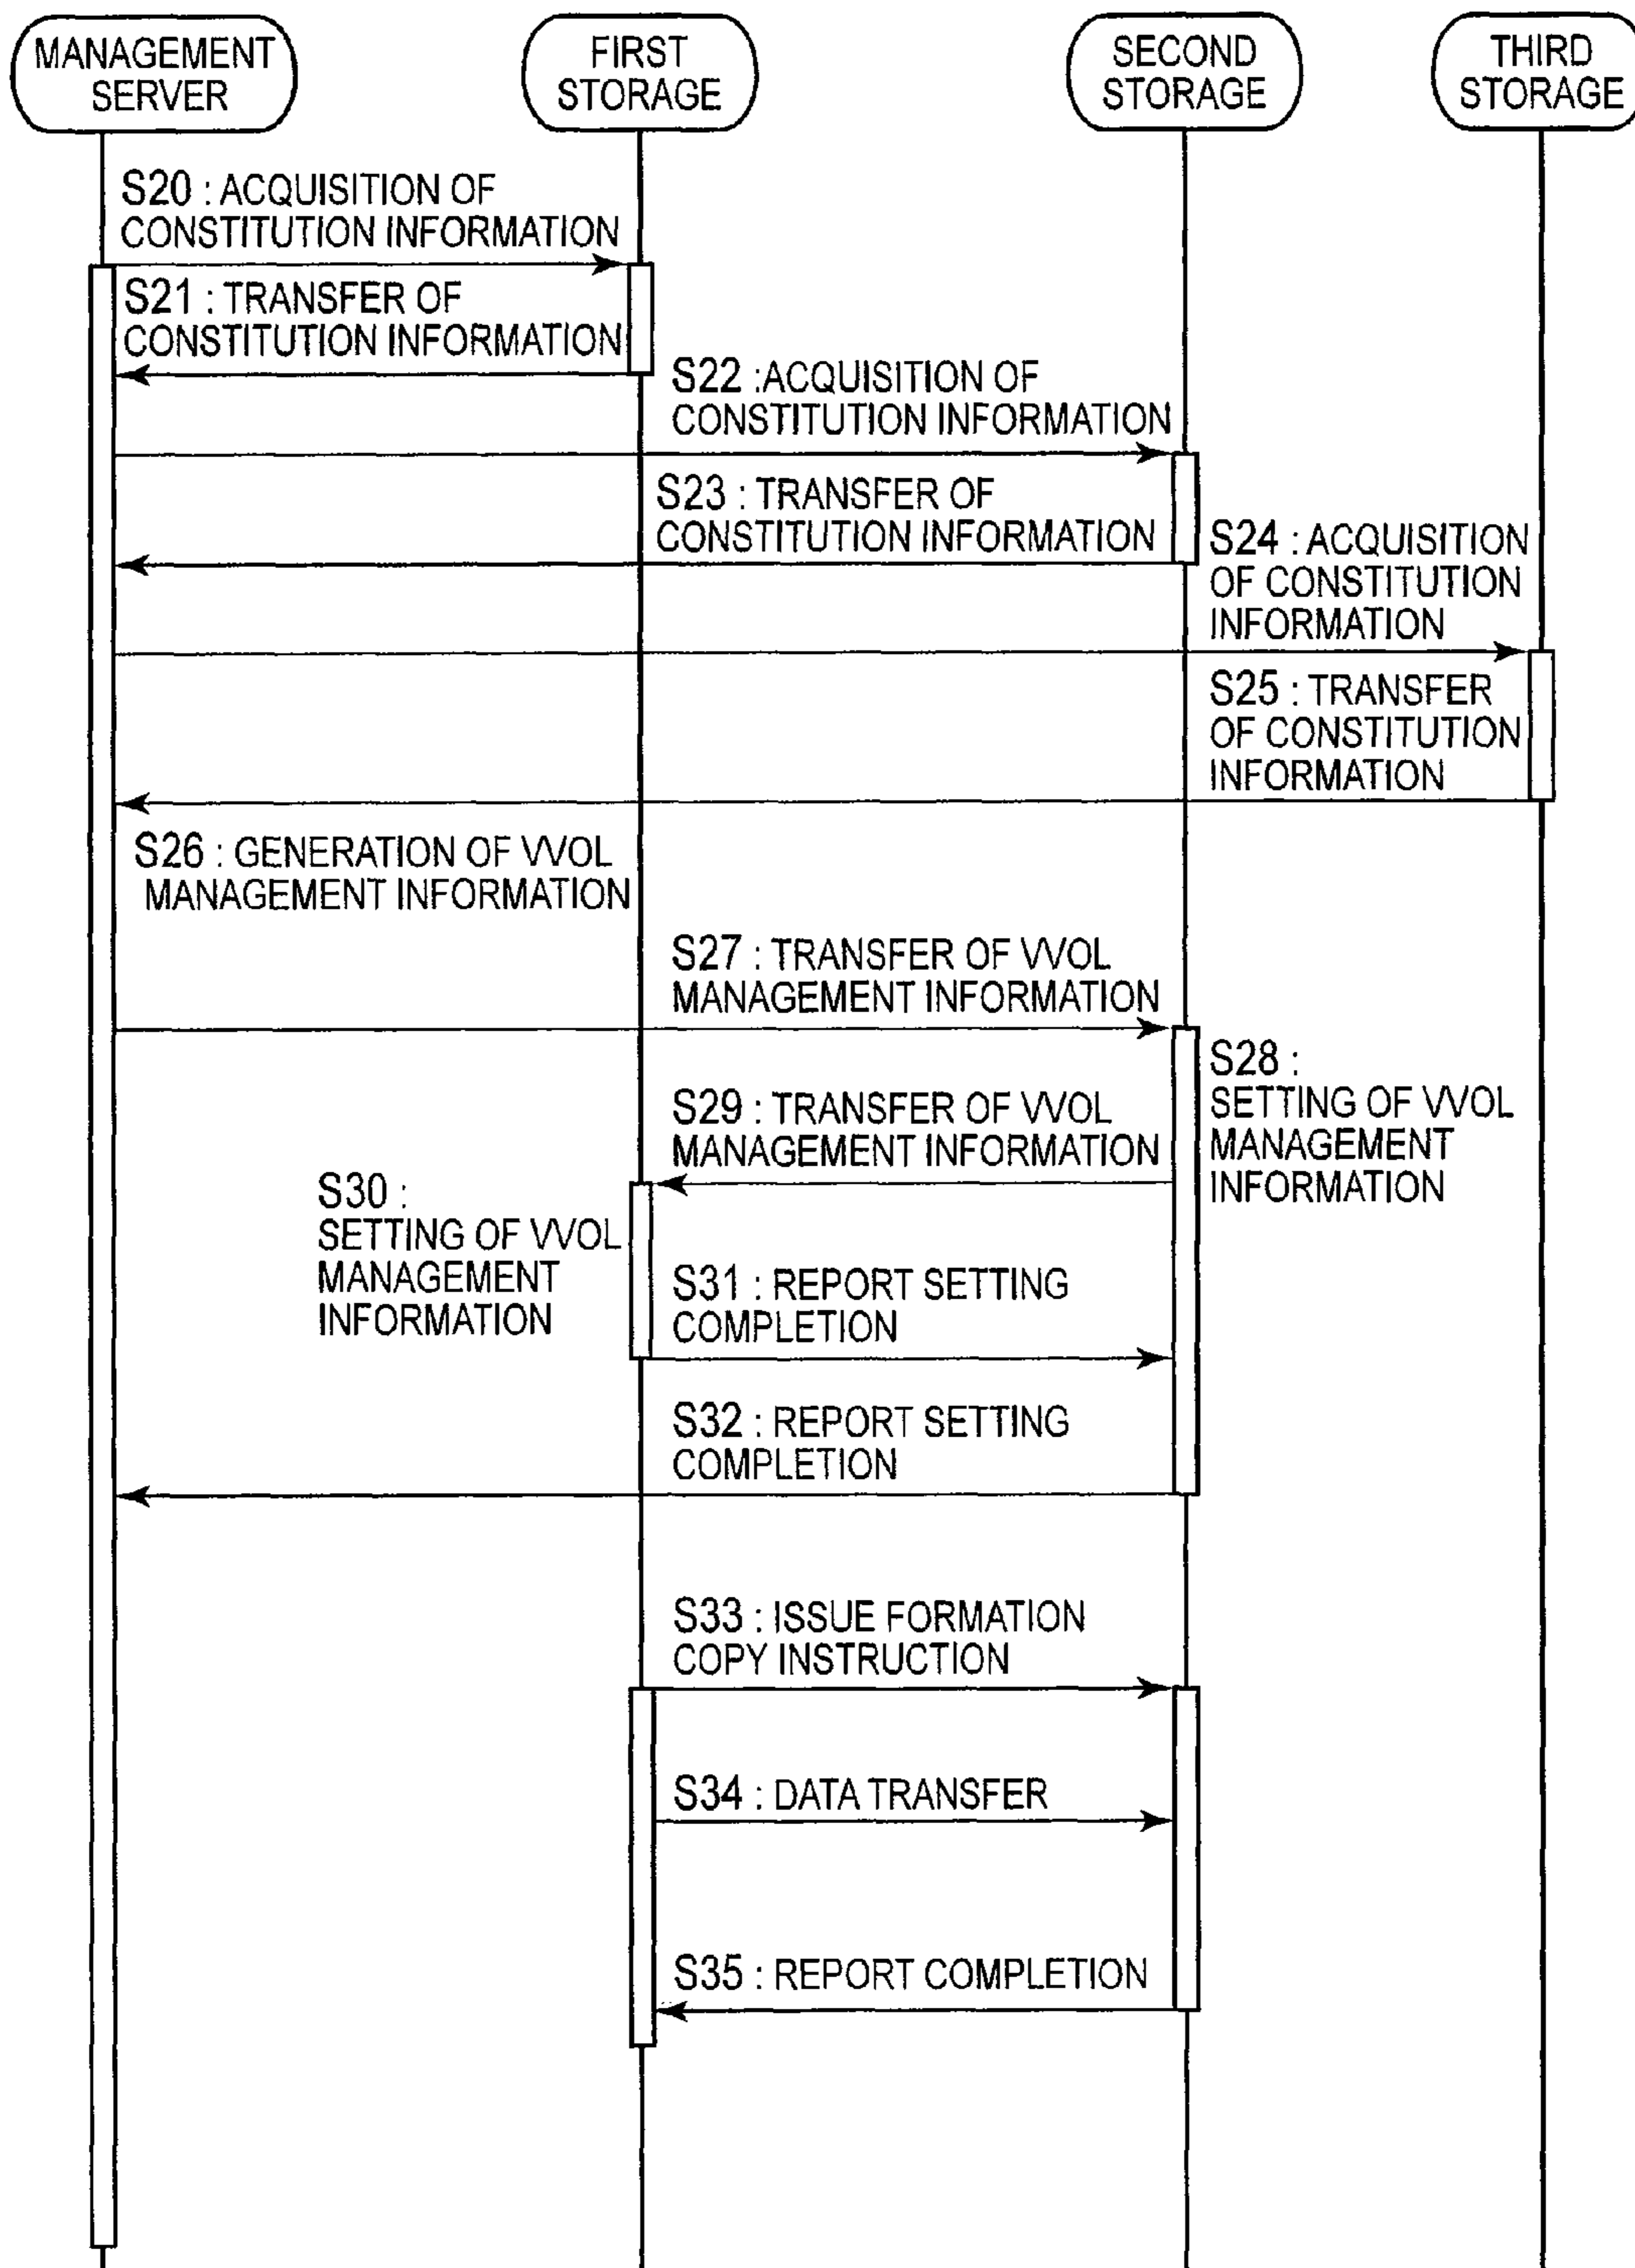 MANAGEMENT
SERVER
FIRST
STORAGE
SECOND
STORAGE
THIRD
STORAGE
S20 : ACQUISITION OF
CONSTITUTION INFORMATION
S21 : TRANSFER OF
CONSTITUTION INFORMATION
S22 :ACQUISITION OF
CONSTITUTION INFORMATION
S23 : TRANSFER OF
CONSTITUTION INFORMATION
S24 : ACQUISITION
OF CONSTITUTION
INFORMATION
S25 : TRANSFER
OF CONSTITUTION
INFORMATION
S26 : GENERATION OF VVOL
MANAGEMENT INFORMATION
S27 : TRANSFER OF VVOL
MANAGEMENT INFORMATION
S28 :
SETTING OF VVOL
MANAGEMENT
INFORMATION
S29 : TRANSFER OF VVOL
MANAGEMENT INFORMATION
S30 :
SETTING OF VVOL
MANAGEMENT
INFORMATION
S31 : REPORT SETTING
COMPLETION
S32 : REPORT SETTING
COMPLETION
S33 : ISSUE FORMATION
COPY INSTRUCTION
S34 : DATA TRANSFER
S35 : REPORT COMPLETION